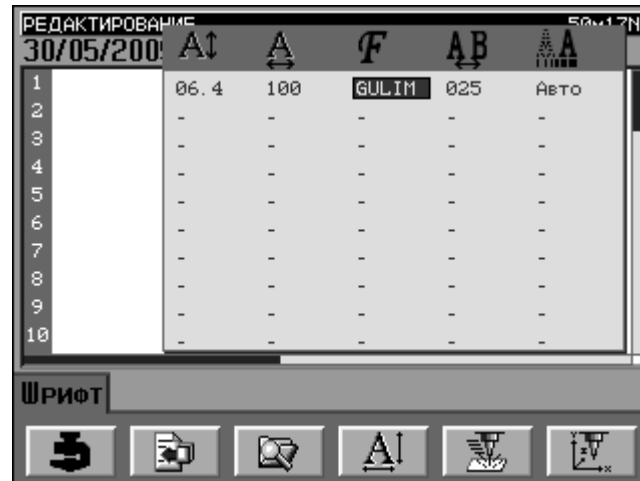 РЕДАКТИРОВАНИЕ 50м17N
30/05/200
A A F A B A A
1 06.4 100 GULIM 025 Авто
2 - - - - -
3 - - - - -
4 - - - - -
5 - - - - -
6 - - - - -
7 - - - - -
8 - - - - -
9 - - - - -
10 - - - - -
Шрифт
A